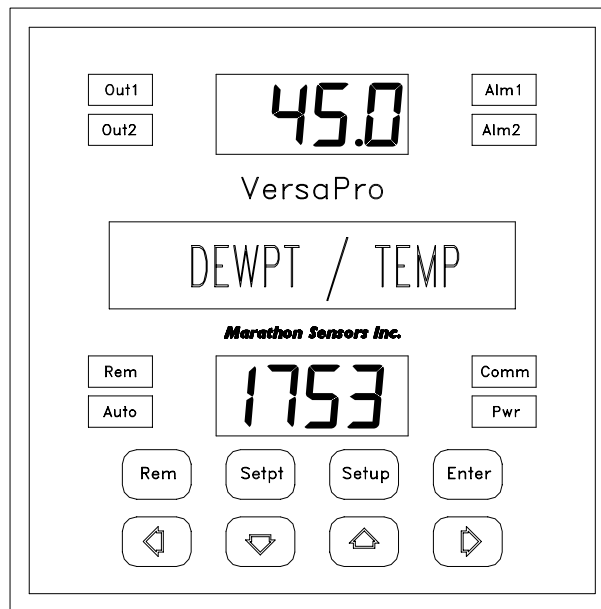 Out1 45.0 Alm1
Out2 Alm2
VersaPro
DEWPT / TEMP
Marathon Sensors Inc.
Rem 1753 Comm
Auto Pwr
Rem Setpt Setup Enter